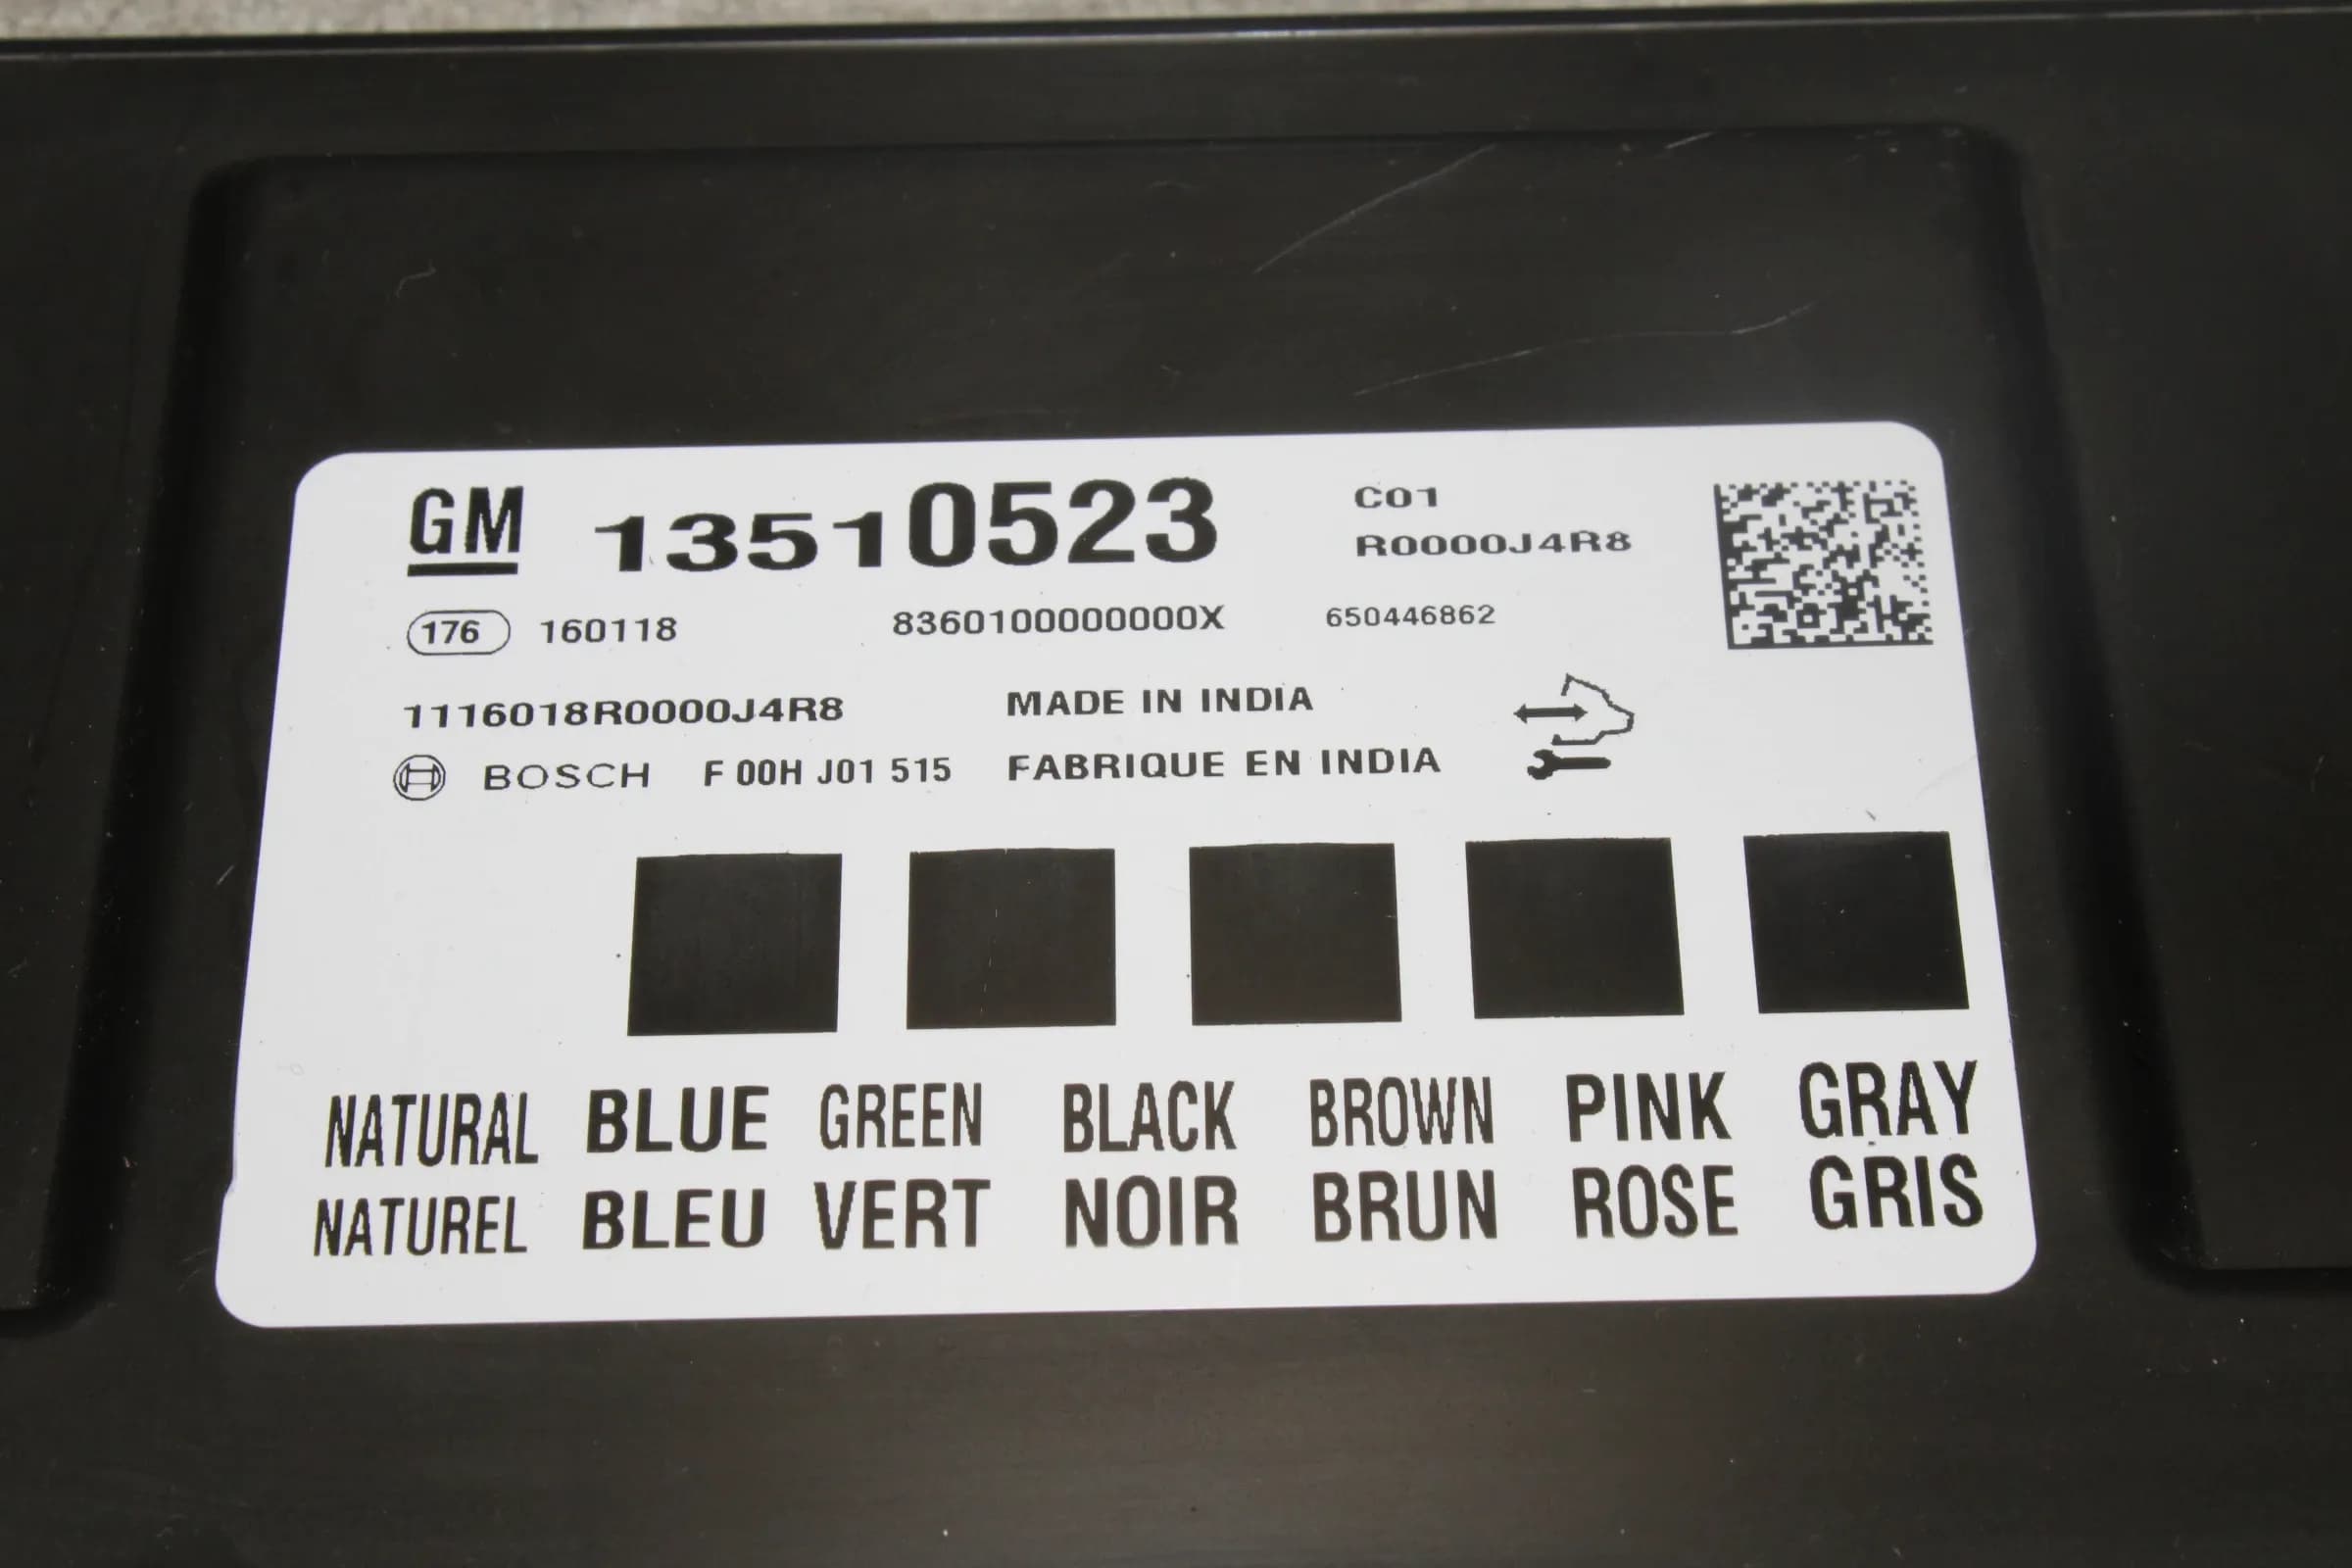 GM 13510523 C01
R0000J4R8
176 160118 8360100000000X 650446862
1116018R0000J4R8 MADE IN INDIA
BOSCH F 00H J01 515 FABRIQUE EN INDIA
NATURAL BLUE GREEN BLACK BROWN PINK GRAY
NATUREL BLEU VERT NOIR BRUN ROSE GRIS